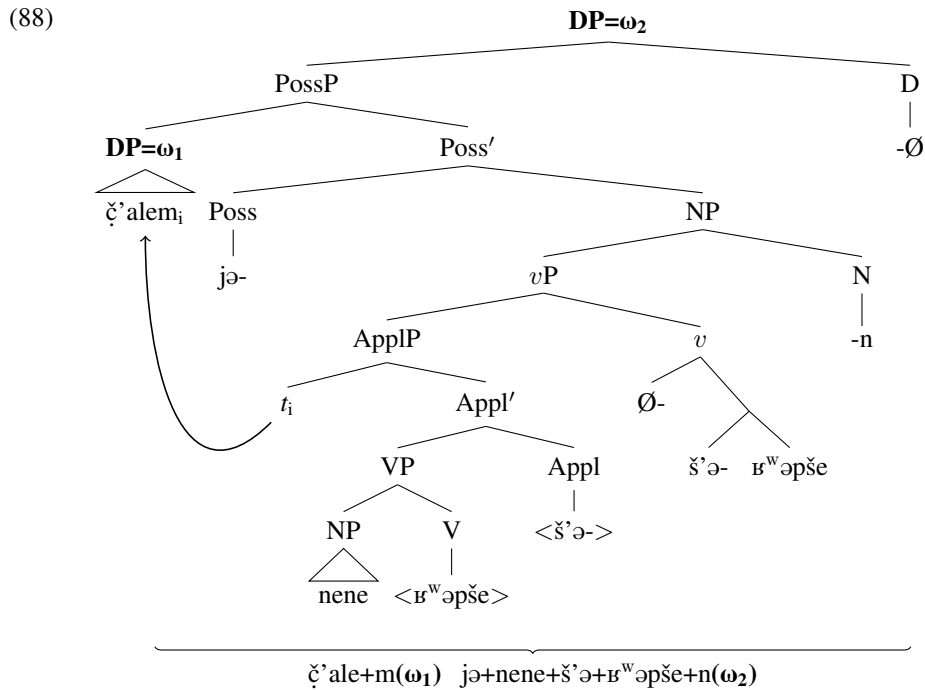 (88)
DP=ω₂
PossP D
DP=ω₁ Poss′ -Ø
č̣’alemᵢ Poss NP
jə- vP N
ApplP v -n
tᵢ Appl′ Ø-
VP Appl š’ə- ʁʷəpše
NP V <š’ə->
nene <ʁʷəpše>
č̣’ale+m(ω₁) jə+nene+š’ə+ʁʷəpše+n(ω₂)